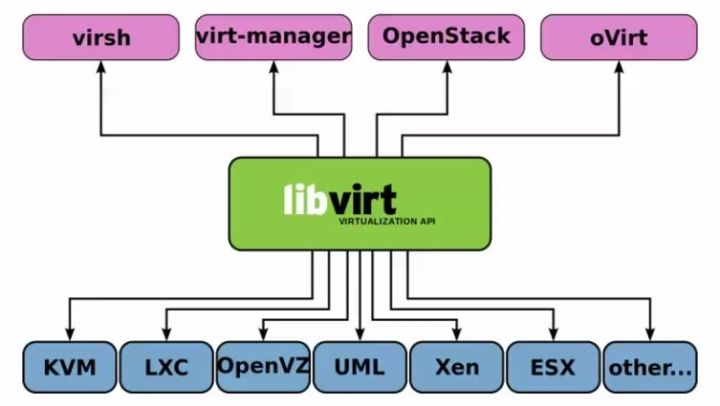 virsh
virt-manager
OpenStack
oVirt
libvirt
VIRTUALIZATION API
KVM
LXC
OpenVZ
UML
Xen
ESX
other...